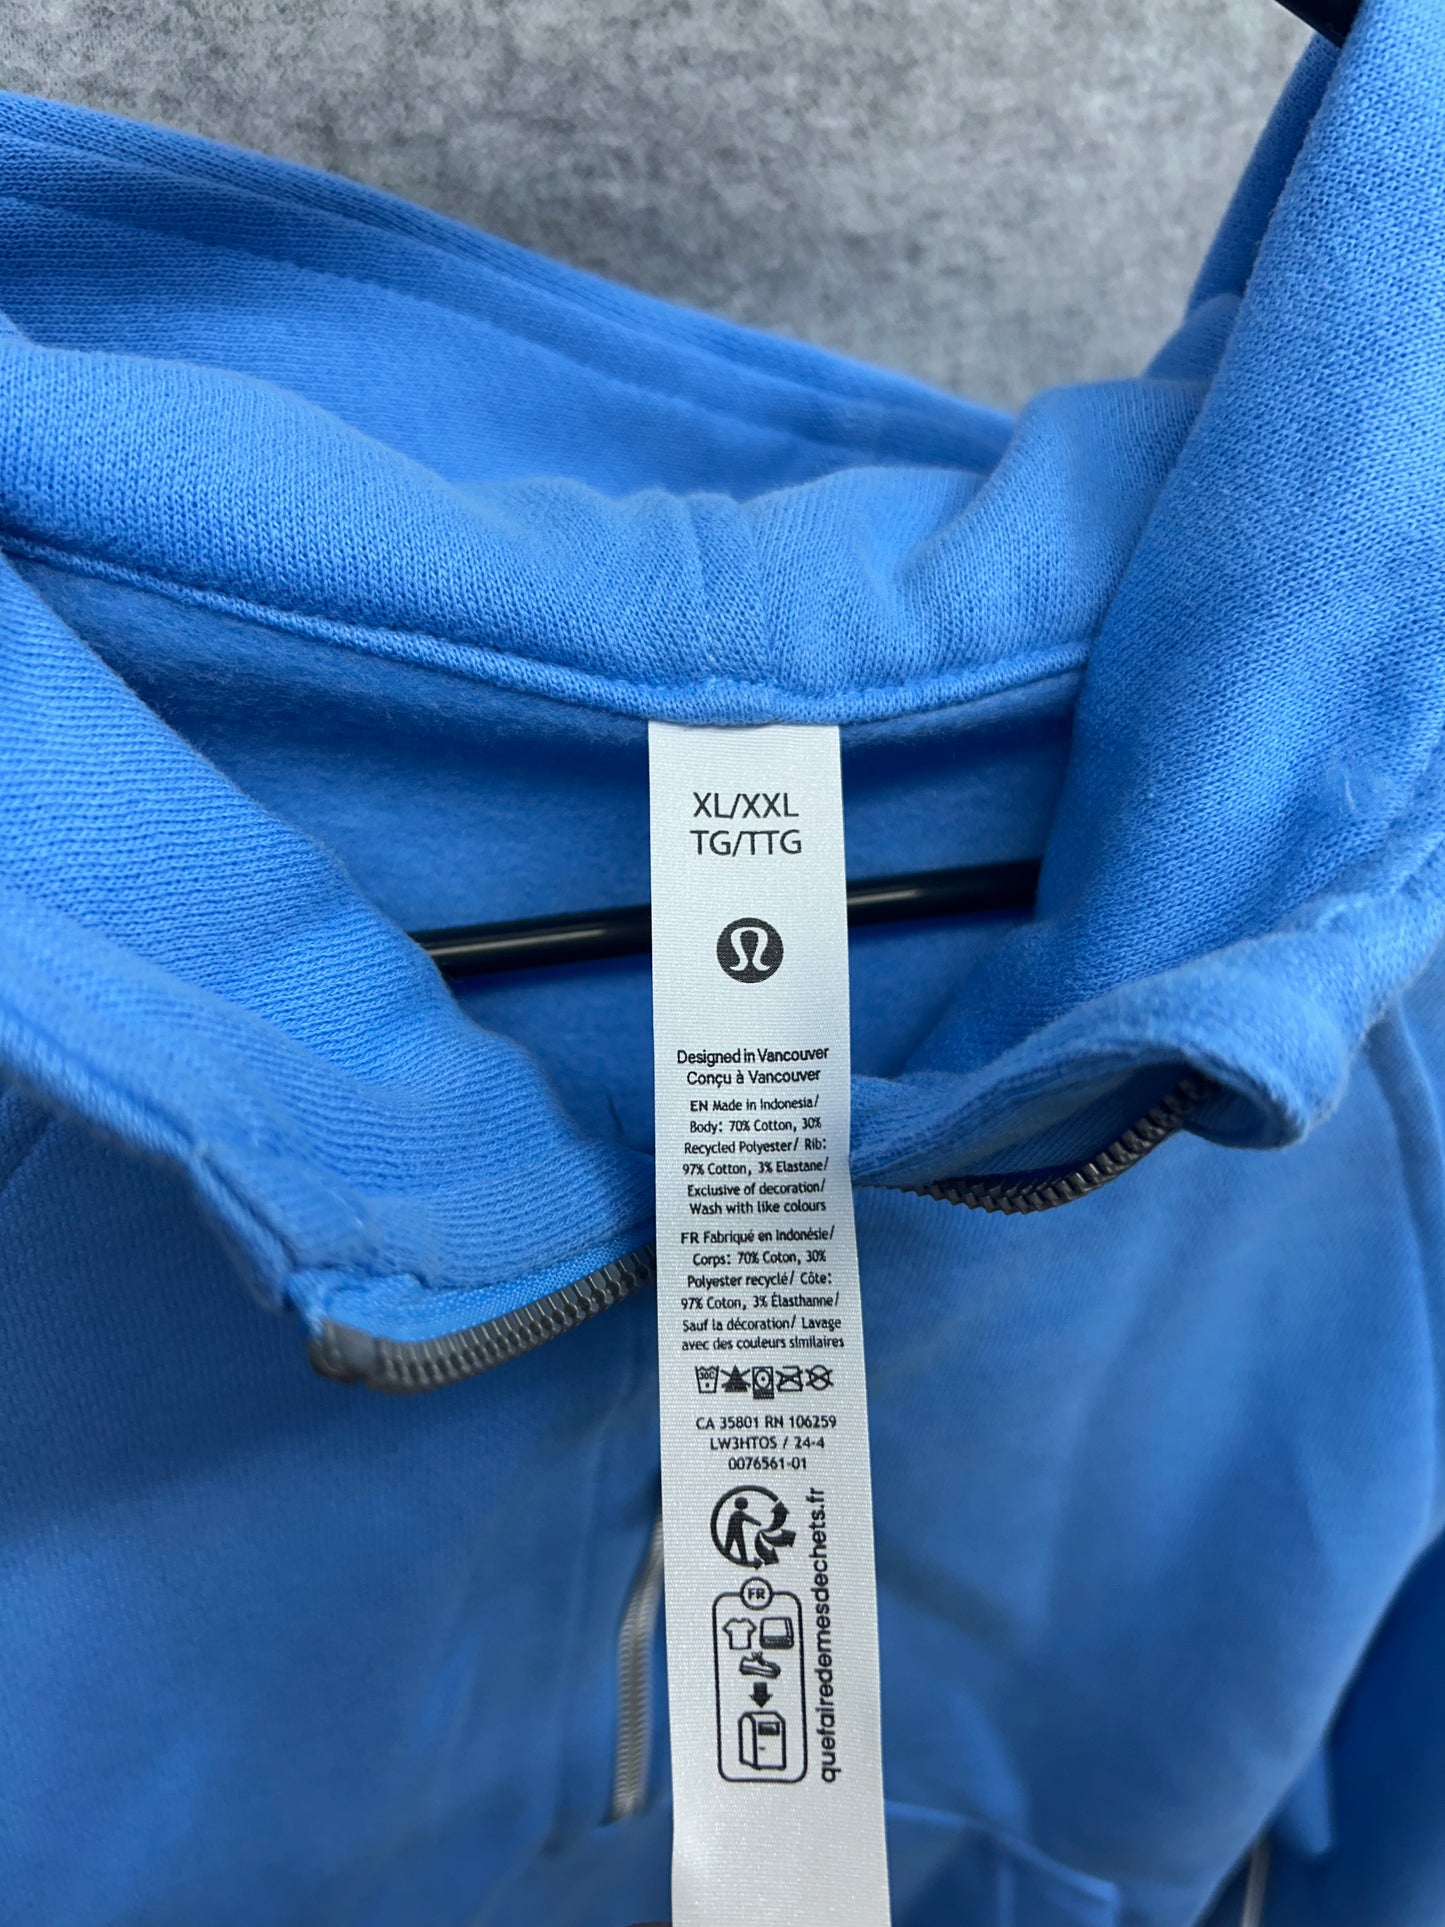 XL/XXL
TG/TTG
Designed in Vancouver
Conçu à Vancouver
EN Made in Indonesia/
Body: 70% Cotton, 30%
Recycled Polyester/ Rib:
97% Cotton, 3% Elastane/
Exclusive of decoration/
Wash with like colours
FR Fabriqué en Indonésie/
Corps: 70% Coton, 30%
Polyester recyclé/ Côte:
97% Coton, 3% Élasthanne/
Sauf la décoration/ Lavage
avec des couleurs similaires
30C
CA 35801 RN 106259
LW3HTOS / 24-4
0076561-01
FR
quefairedemesdechets.fr